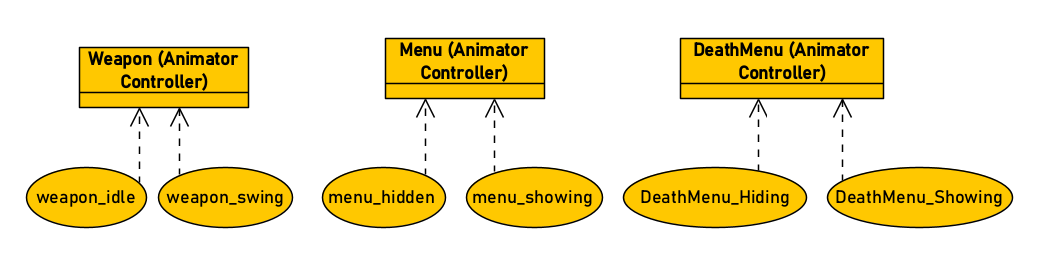 Weapon (Animator
Controller)
Menu (Animator
Controller)
DeathMenu (Animator
Controller)
weapon_idle
weapon_swing
menu_hidden
menu_showing
DeathMenu_Hiding
DeathMenu_Showing